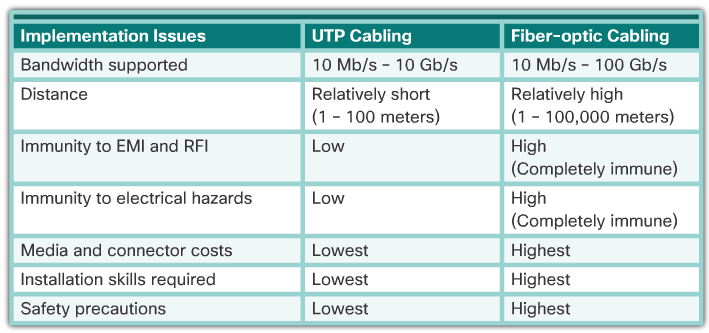 Implementation Issues UTP Cabling Fiber-optic Cabling
Bandwidth supported 10 Mb/s – 10 Gb/s 10 Mb/s – 100 Gb/s
Distance Relatively short Relatively high
(1 – 100 meters) (1 – 100,000 meters)
Immunity to EMI and RFI Low High
(Completely immune)
Immunity to electrical hazards Low High
(Completely immune)
Media and connector costs Lowest Highest
Installation skills required Lowest Highest
Safety precautions Lowest Highest